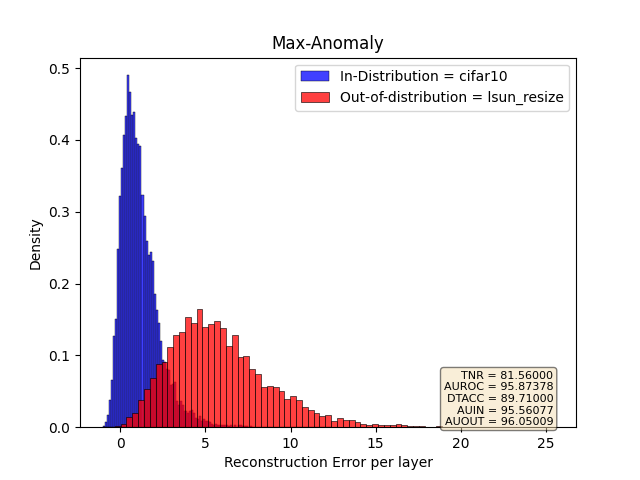 Max-Anomaly
In-Distribution = cifar10
Out-of-distribution = lsun_resize
Density
0.5
0.4
0.3
0.2
0.1
0.0
TNR = 81.56000
AUROC = 95.87378
DTACC = 89.71000
AUIN = 95.56077
AUOUT = 96.05009
0 5 10 15 20 25
Reconstruction Error per layer